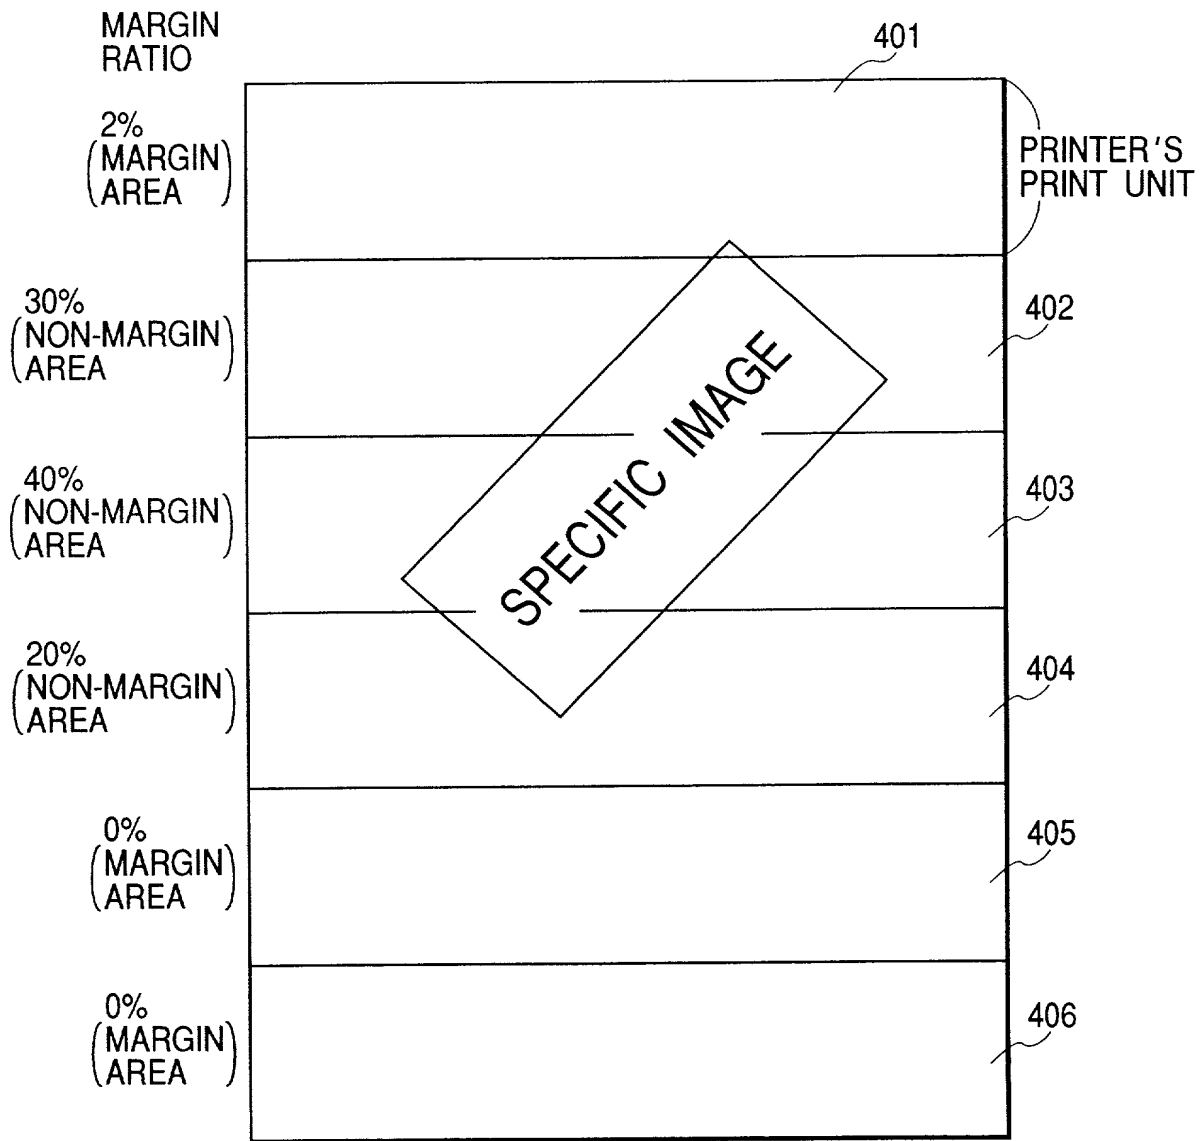 MARGIN
RATIO
401
2%
(MARGIN
AREA)
PRINTER'S
PRINT UNIT
30%
(NON-MARGIN
AREA)
402
SPECIFIC IMAGE
40%
(NON-MARGIN
AREA)
403
20%
(NON-MARGIN
AREA)
404
0%
(MARGIN
AREA)
405
0%
(MARGIN
AREA)
406